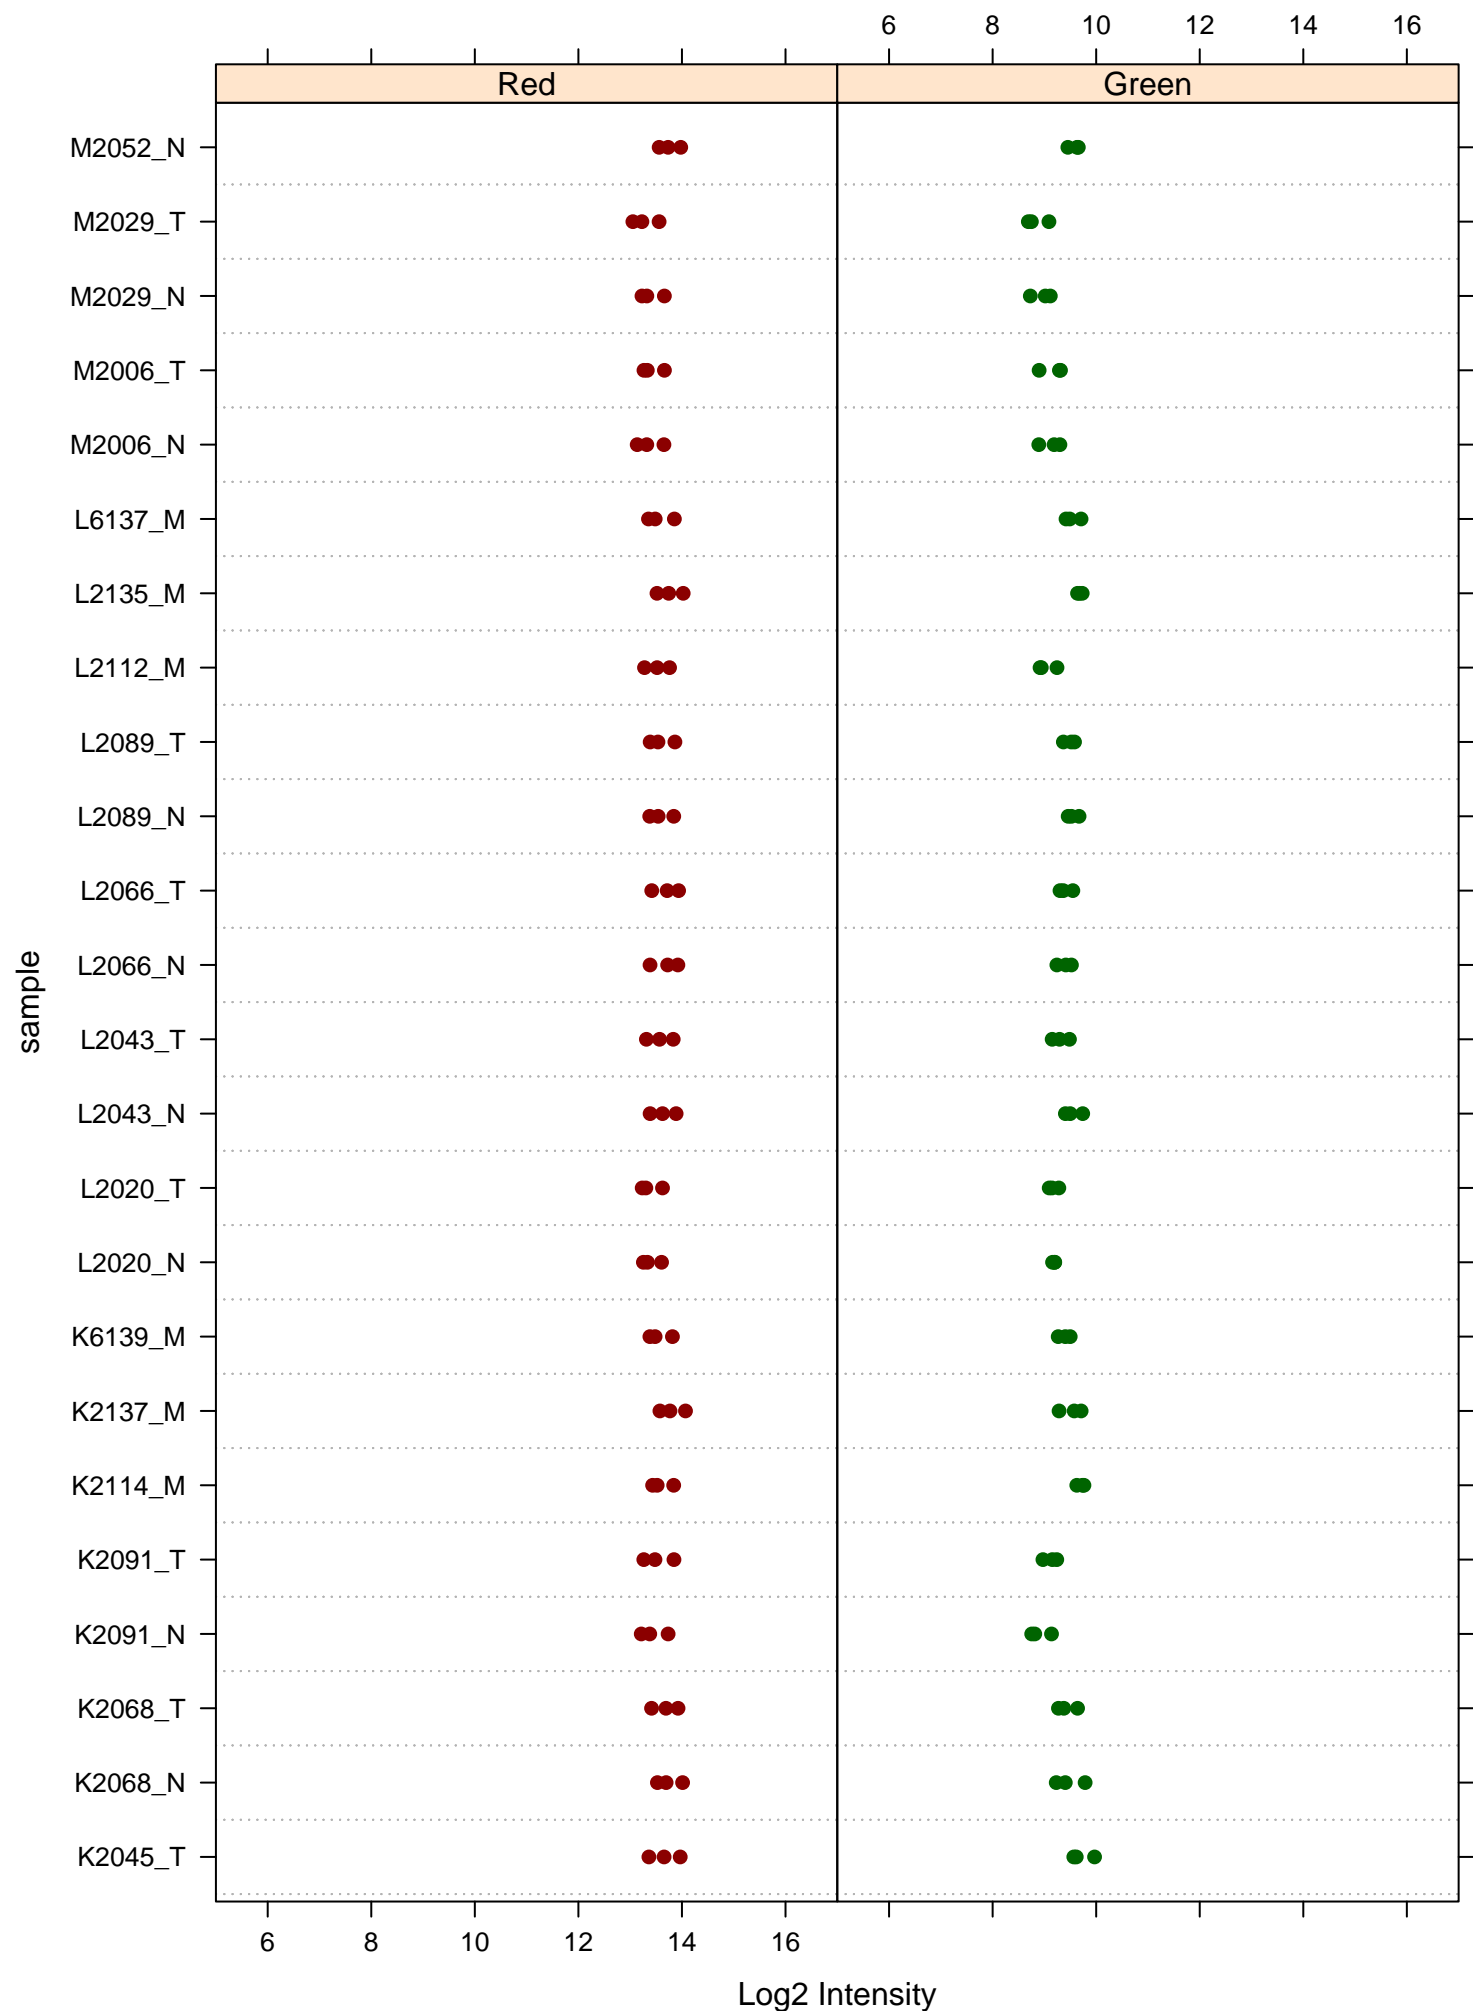 6 8 10 12 14 16
Red Green
M2052_N
M2029_T
M2029_N
M2006_T
M2006_N
L6137_M
L2135_M
L2112_M
L2089_T
L2089_N
L2066_T
L2066_N
L2043_T
L2043_N
L2020_T
L2020_N
K6139_M
K2137_M
K2114_M
K2091_T
K2091_N
K2068_T
K2068_N
K2045_T
sample
6 8 10 12 14 16
Log2 Intensity